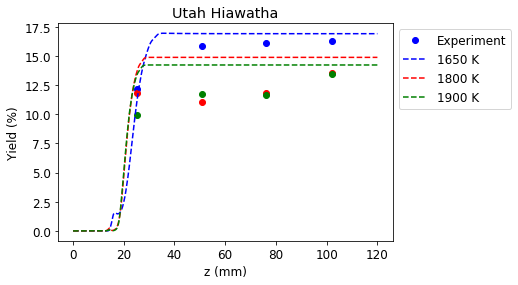 Utah Hiawatha
Yield (%)
17.5
15.0
12.5
10.0
7.5
5.0
2.5
0.0
0 20 40 60 80 100 120
z (mm)
Experiment
1650 K
1800 K
1900 K